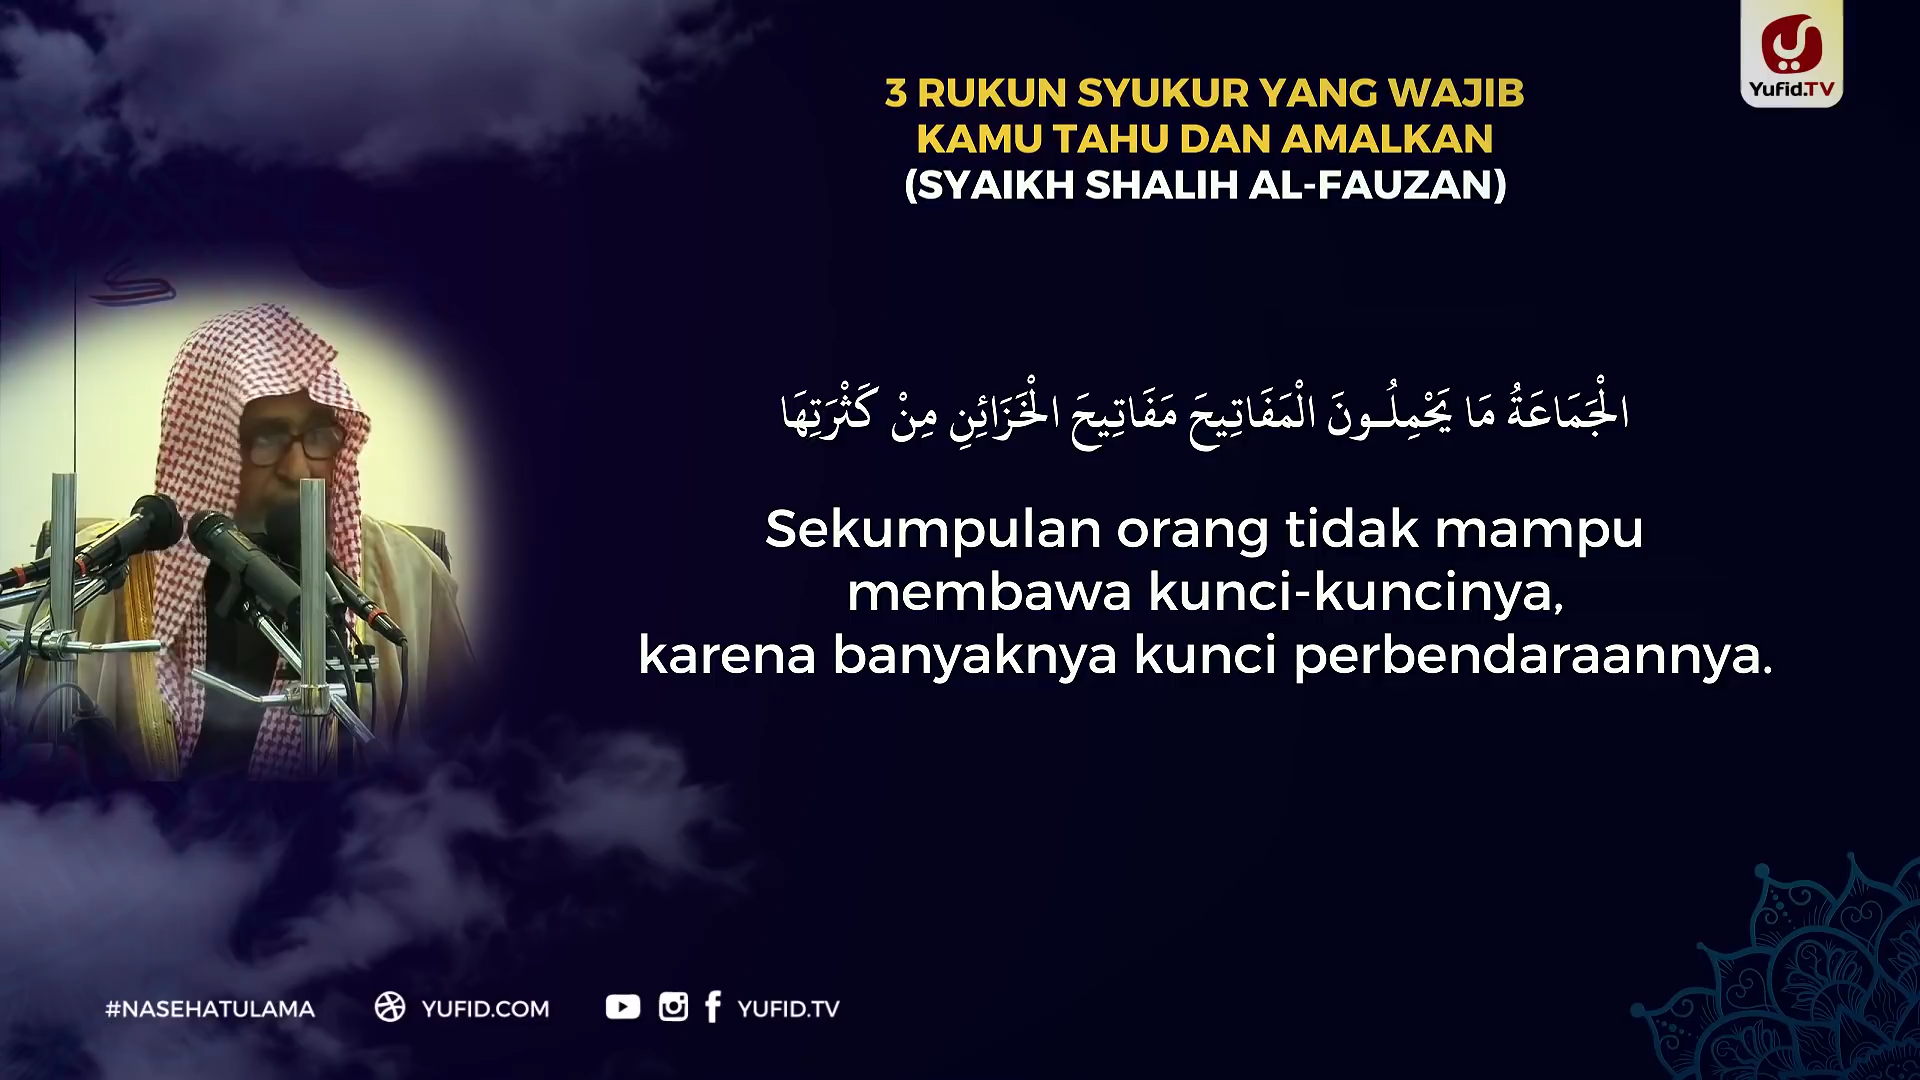 Yufid.TV
3 RUKUN SYUKUR YANG WAJIB
KAMU TAHU DAN AMALKAN
(SYAIKH SHALIH AL-FAUZAN)
الْجَمَاعَةُ مَا يَحْمِلُــونَ الْمَفَاتِيحَ مَفَاتِيحَ الْخَزَائِنِ مِنْ كَثْرَتِهَا
Sekumpulan orang tidak mampu
membawa kunci-kuncinya,
karena banyaknya kunci perbendaraannya.
#NASEHATULAMA YUFID.COM YUFID.TV